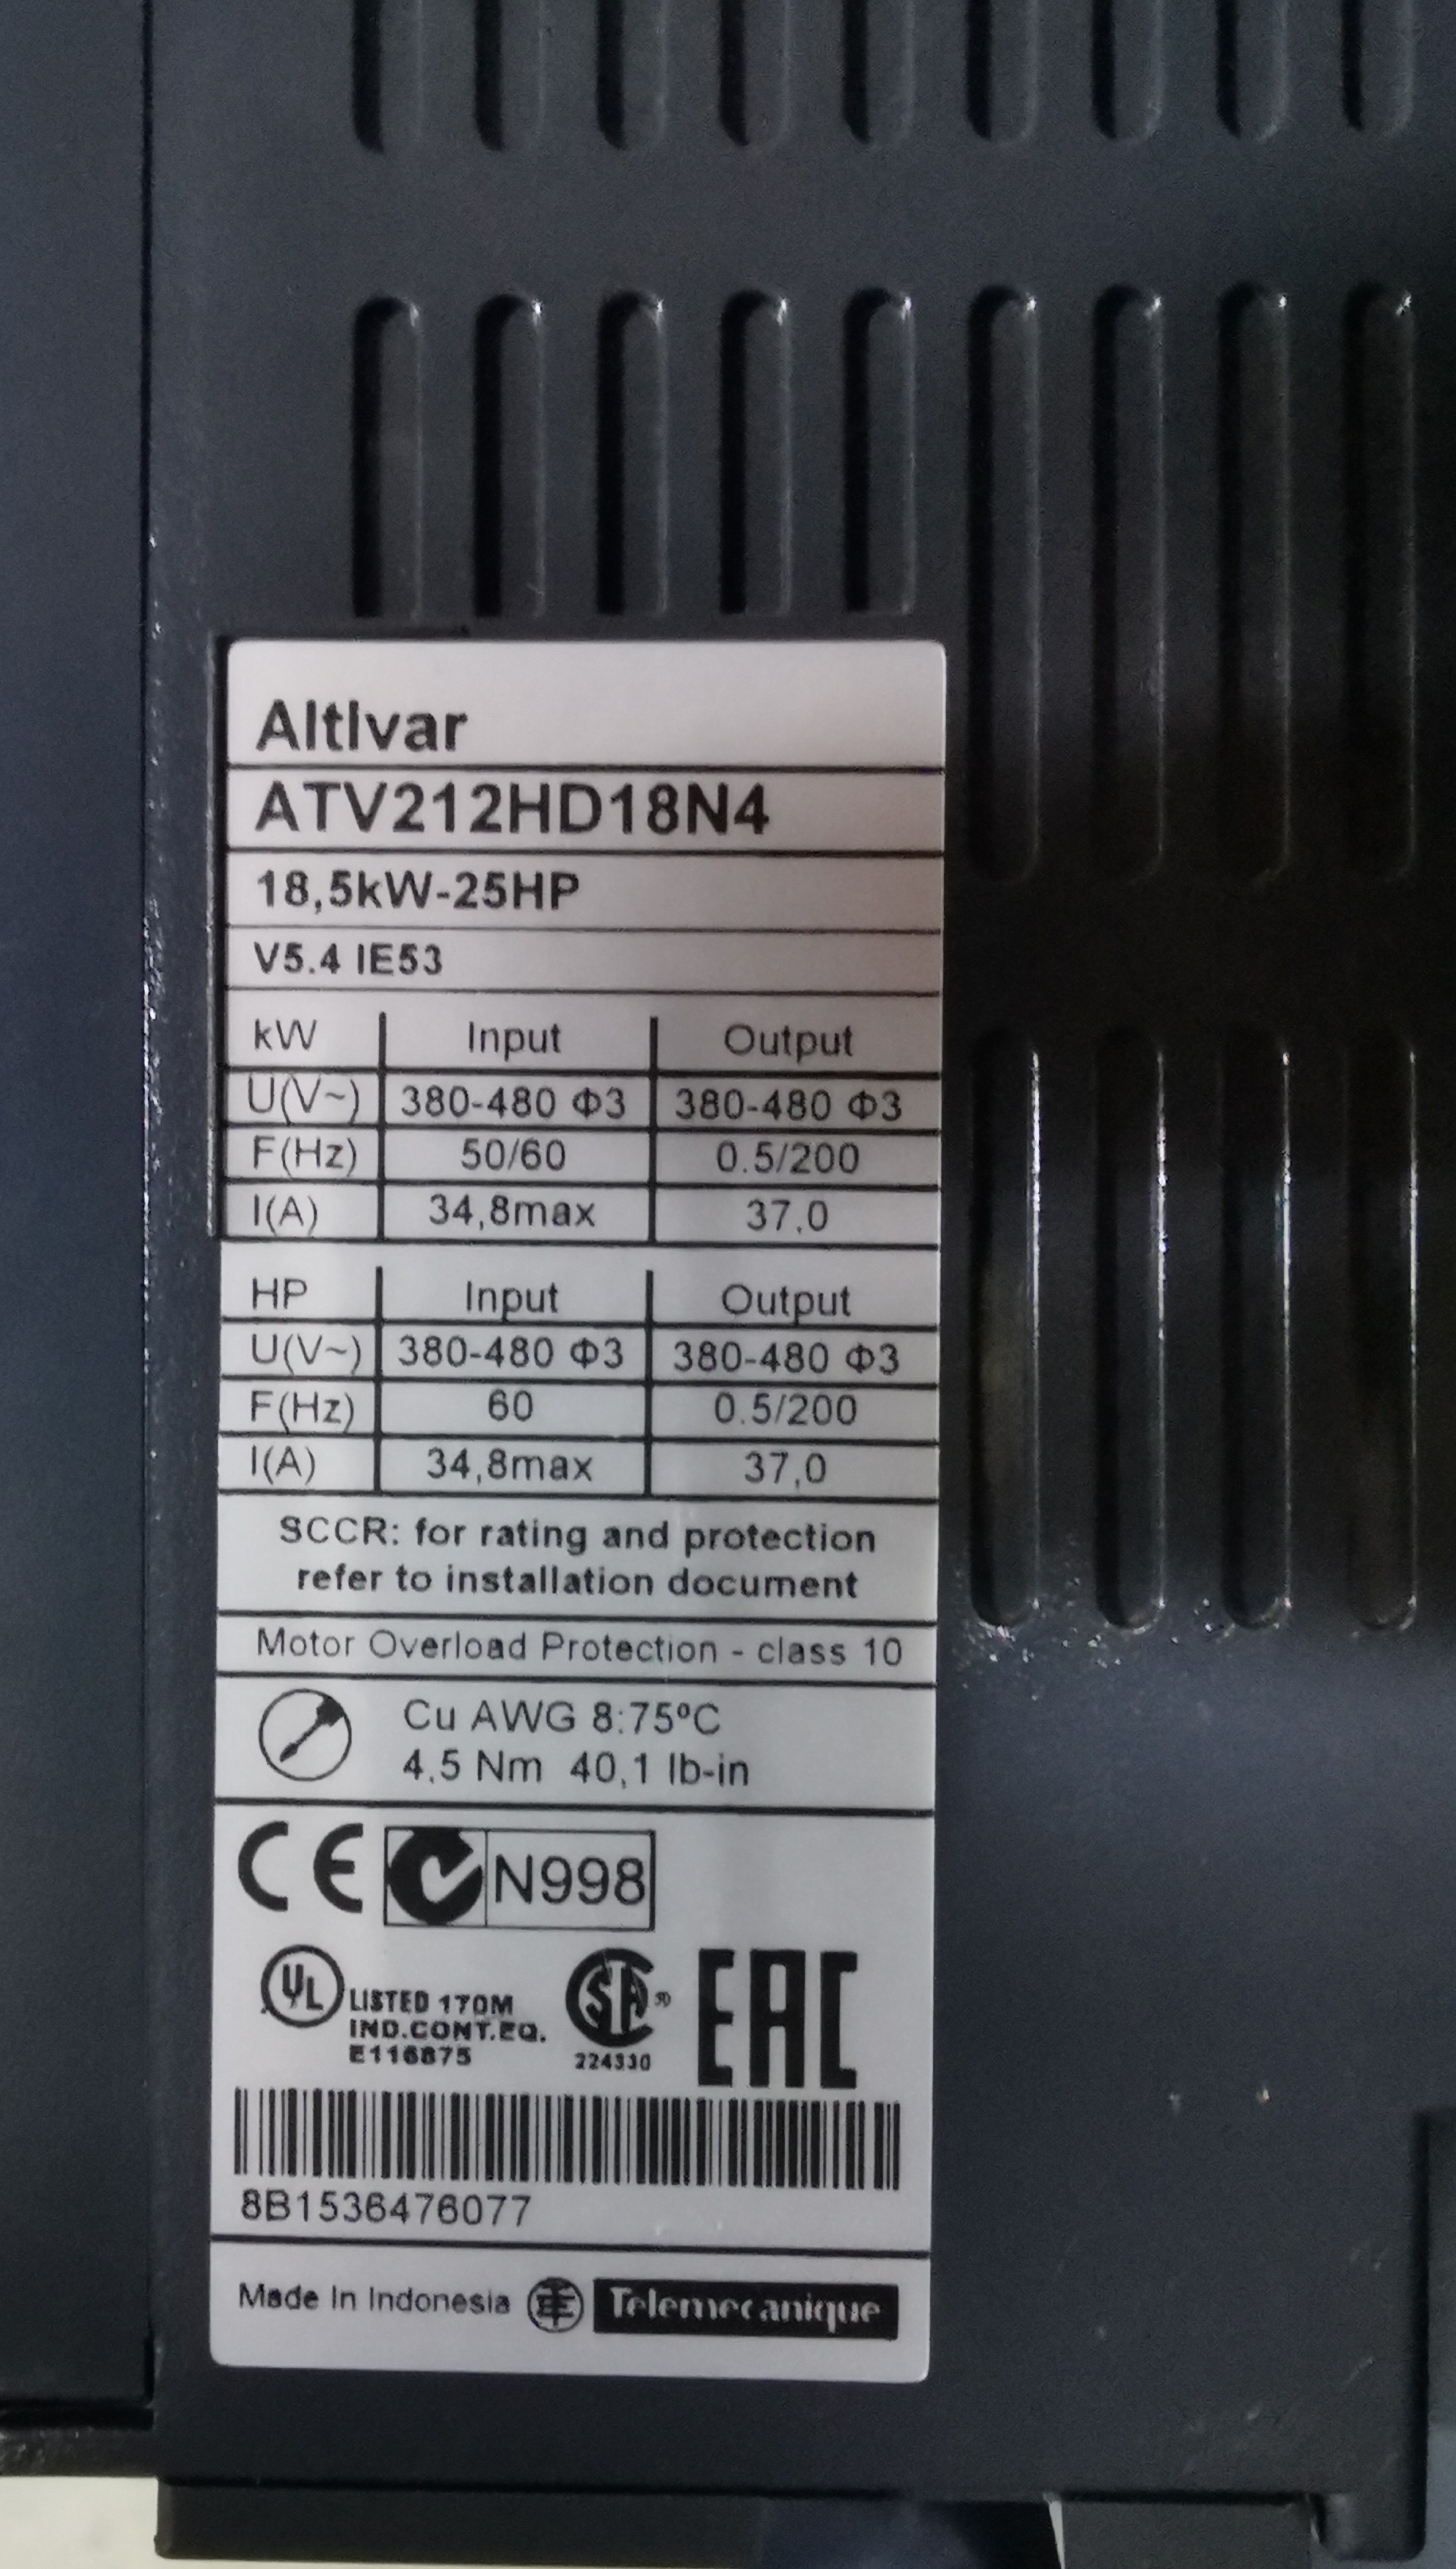 Altivar
ATV212HD18N4
18,5kW-25HP
V5.4 IE53
kW Input Output
U(V~) 380-480 Φ3 380-480 Φ3
F(Hz) 50/60 0.5/200
I(A) 34,8max 37,0
HP Input Output
U(V~) 380-480 Φ3 380-480 Φ3
F(Hz) 60 0.5/200
I(A) 34,8max 37,0
SCCR: for rating and protection
refer to installation document
Motor Overload Protection - class 10
Cu AWG 8:75ºC
4.5 Nm 40,1 lb-in
CE N998
UL LISTED 170M
IND.CONT.EQ.
E116875
SA ®
224330
EAC
8B1536476077
Made In Indonesia Telemecanique